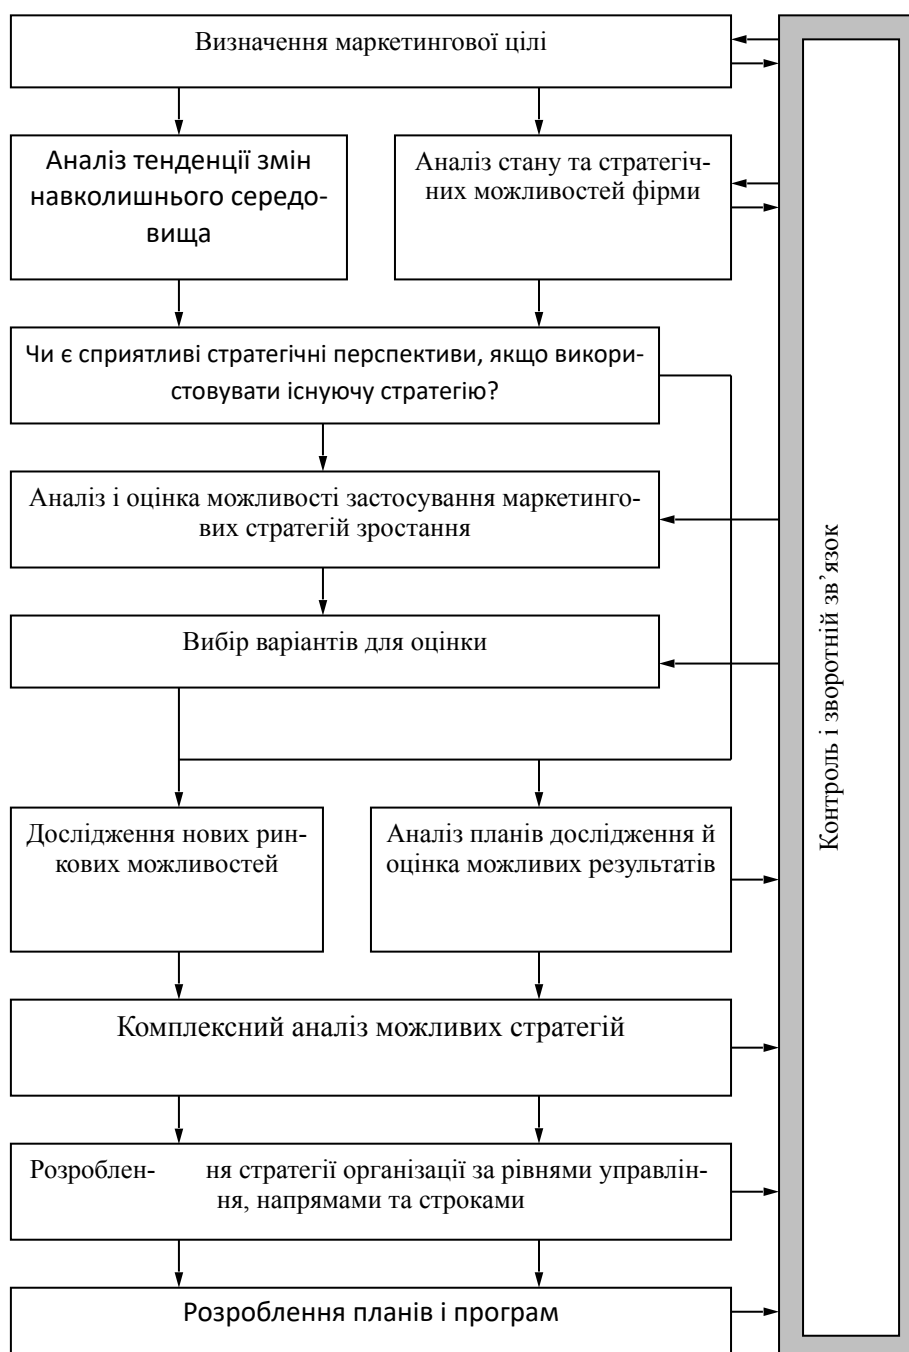 Визначення маркетингової цілі
Аналіз тенденції змін
навколишнього середо-
вища
Аналіз стану та стратегіч-
них можливостей фірми
Чи є сприятливі стратегічні перспективи, якщо викори-
стовувати існуючу стратегію?
Аналіз і оцінка можливості застосування маркетинго-
вих стратегій зростання
Вибір варіантів для оцінки
Дослідження нових рин-
кових можливостей
Аналіз планів дослідження й
оцінка можливих результатів
Комплексний аналіз можливих стратегій
Розроблен- ня стратегії організації за рівнями управлін-
ня, напрямами та строками
Розроблення планів і програм
Контроль і зворотній зв’язок